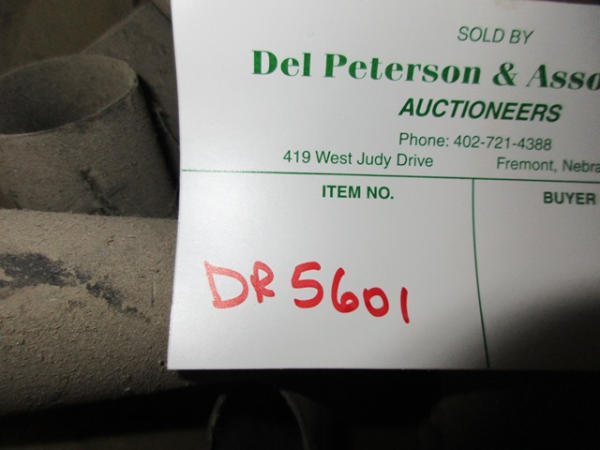 SOLD BY
Del Peterson & Asso
AUCTIONEERS
Phone: 402-721-4388
419 West Judy Drive Fremont, Nebra
ITEM NO. BUYER
DR 5601